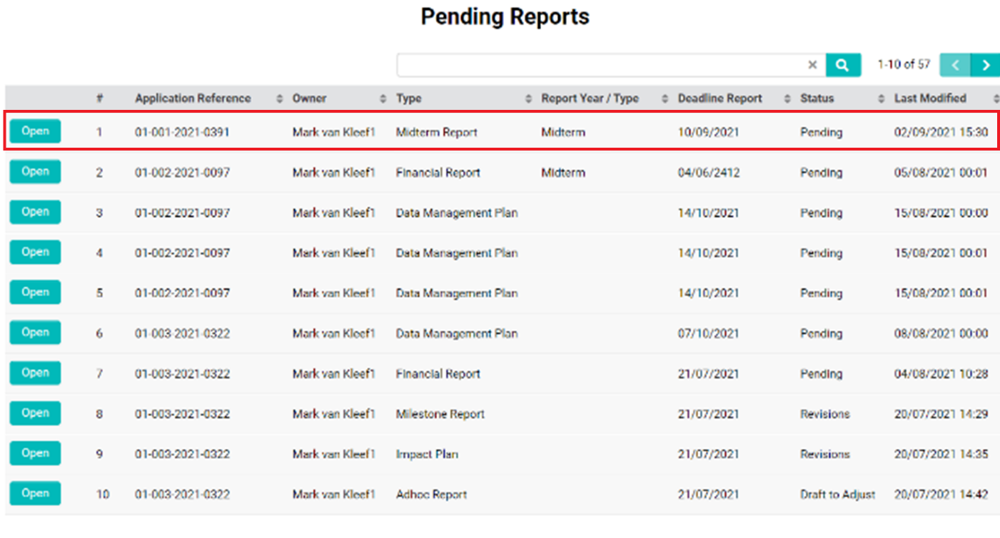 Pending Reports
1-10 of 57
# Application Reference Owner Type Report Year / Type Deadline Report Status Last Modified
Open 1 01-001-2021-0391 Mark van Kleef1 Midterm Report Midterm 10/09/2021 Pending 02/09/2021 15:30
Open 2 01-002-2021-0097 Mark van Kleef1 Financial Report Midterm 04/06/2412 Pending 05/08/2021 00:01
Open 3 01-002-2021-0097 Mark van Kleef1 Data Management Plan 14/10/2021 Pending 15/08/2021 00:00
Open 4 01-002-2021-0097 Mark van Kleef1 Data Management Plan 14/10/2021 Pending 15/08/2021 00:01
Open 5 01-002-2021-0097 Mark van Kleef1 Data Management Plan 14/10/2021 Pending 15/08/2021 00:01
Open 6 01-003-2021-0322 Mark van Kleef1 Data Management Plan 07/10/2021 Pending 08/08/2021 00:00
Open 7 01-003-2021-0322 Mark van Kleef1 Financial Report 21/07/2021 Pending 04/08/2021 10:28
Open 8 01-003-2021-0322 Mark van Kleef1 Milestone Report 21/07/2021 Revisions 20/07/2021 14:29
Open 9 01-003-2021-0322 Mark van Kleef1 Impact Plan 21/07/2021 Revisions 20/07/2021 14:35
Open 10 01-003-2021-0322 Mark van Kleef1 Adhoc Report 21/07/2021 Draft to Adjust 20/07/2021 14:42